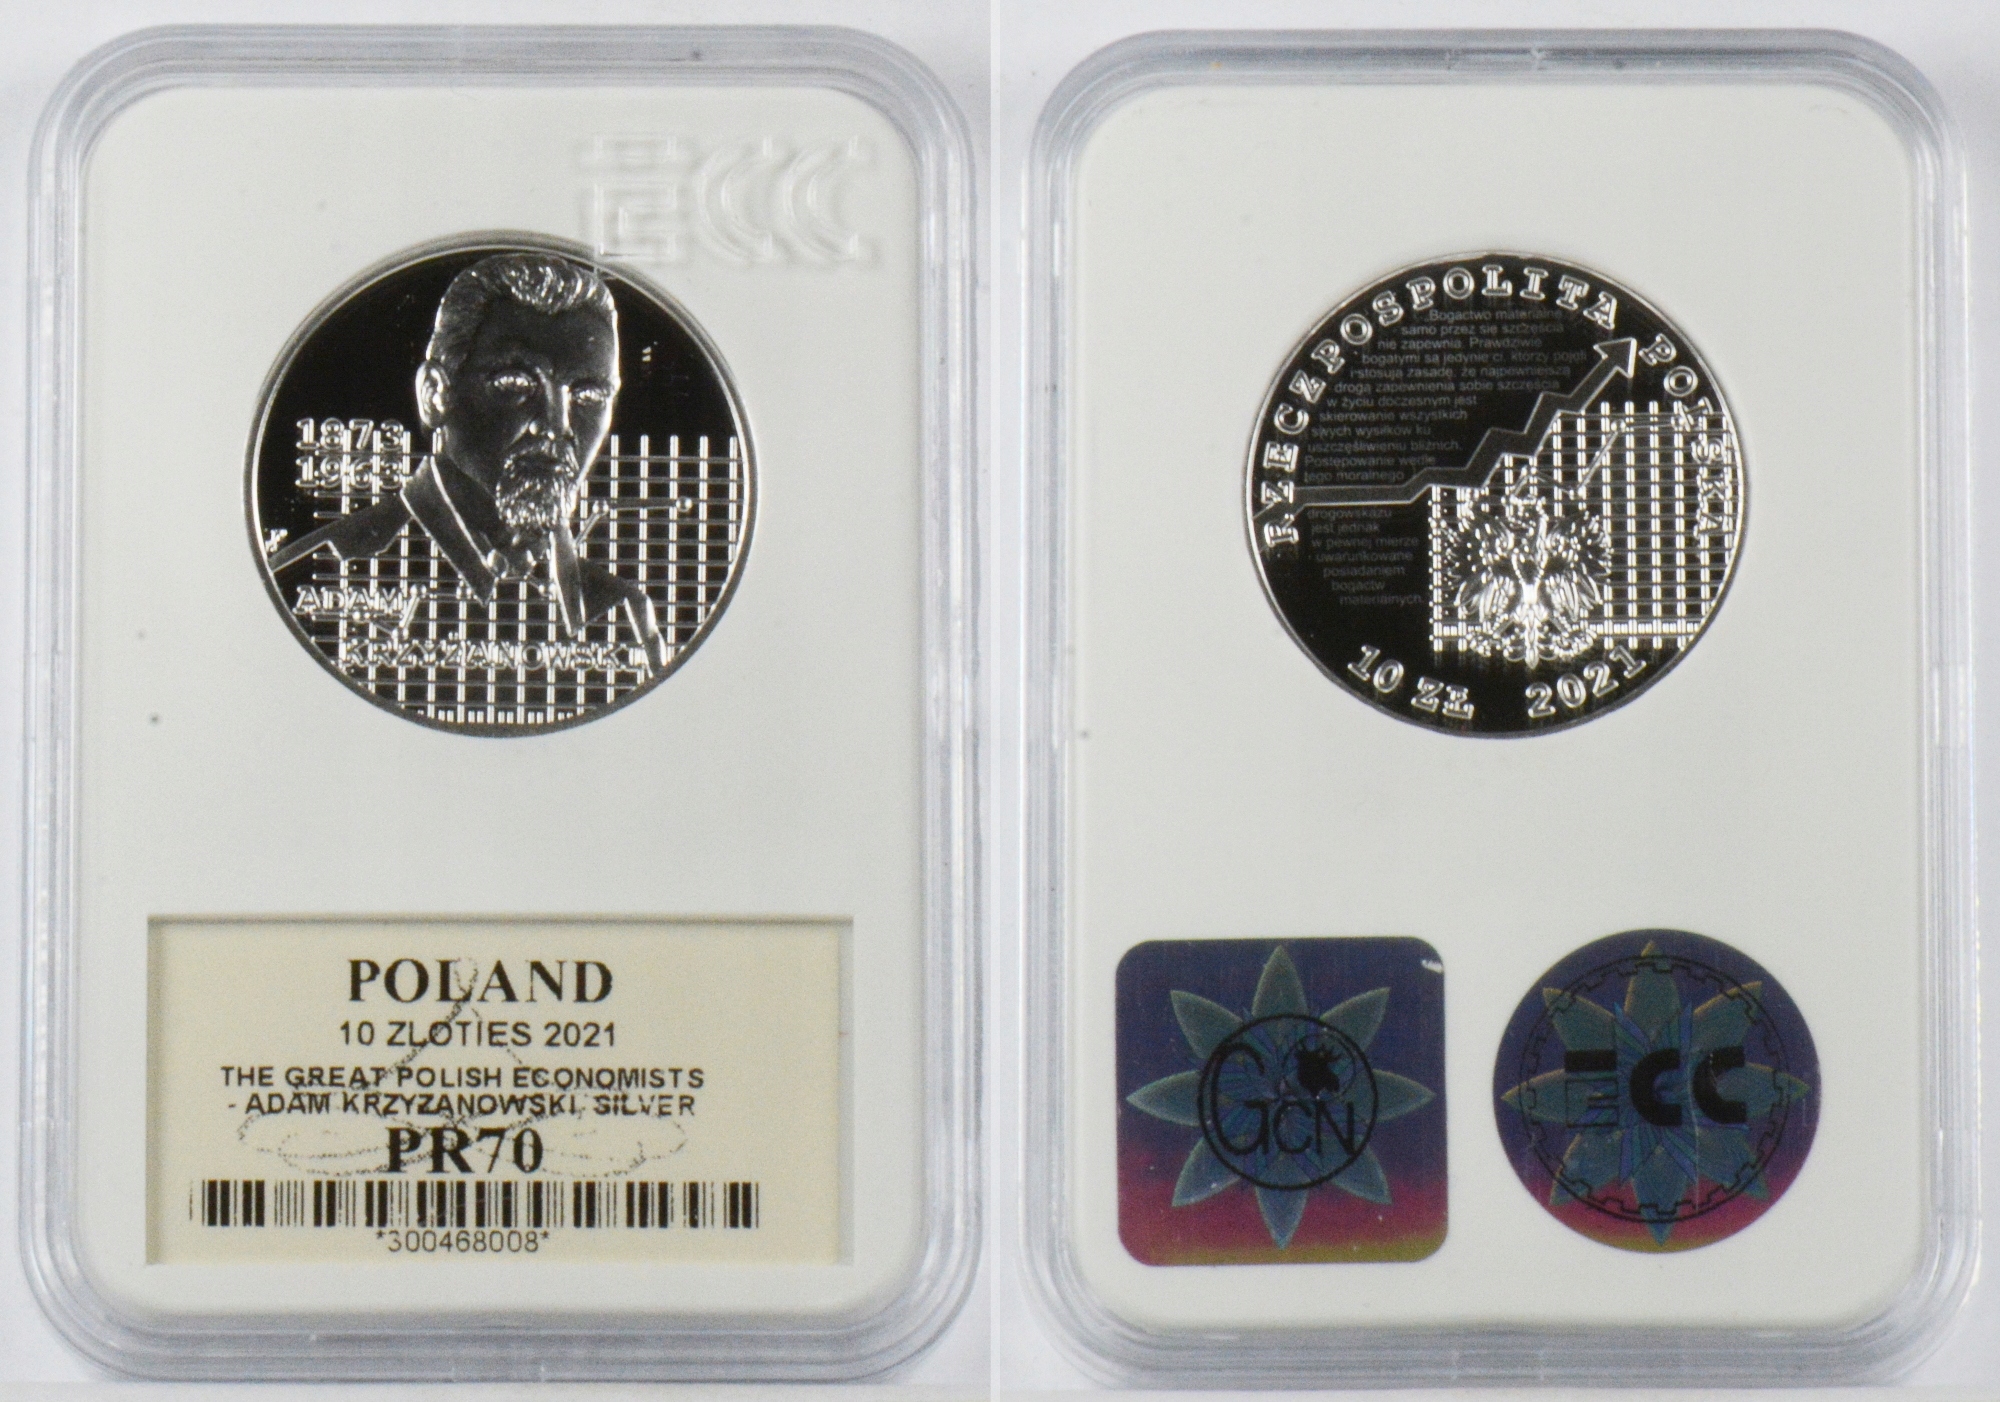 ECC
1873
1963
ADAM
KRZYŻANOWSKI
POLAND
10 ZLOTIES 2021
THE GREAT POLISH ECONOMISTS
- ADAM KRZYZANOWSKI, SILVER
PR70
*300468008*
RZECZPOSPOLITA POLSKA
„Bogactwo materialne
samo przez się szczęścia
nie zapewnia. Prawdziwie
bogatymi są jedynie ci, którzy pojęli
i stosują zasadę, że najpewniejszą
drogą zapewnienia sobie szczęścia
w życiu doczesnym jest
skierowanie wszystkich
swych wysiłków ku
uszczęśliwieniu bliźnich.
Postępowanie wedle
tego moralnego
drogowskazu
jest jednak
w pewnej mierze
uwarunkowane
posiadaniem
bogactw
materialnych.
10 ZŁ 2021
GCN
ECC